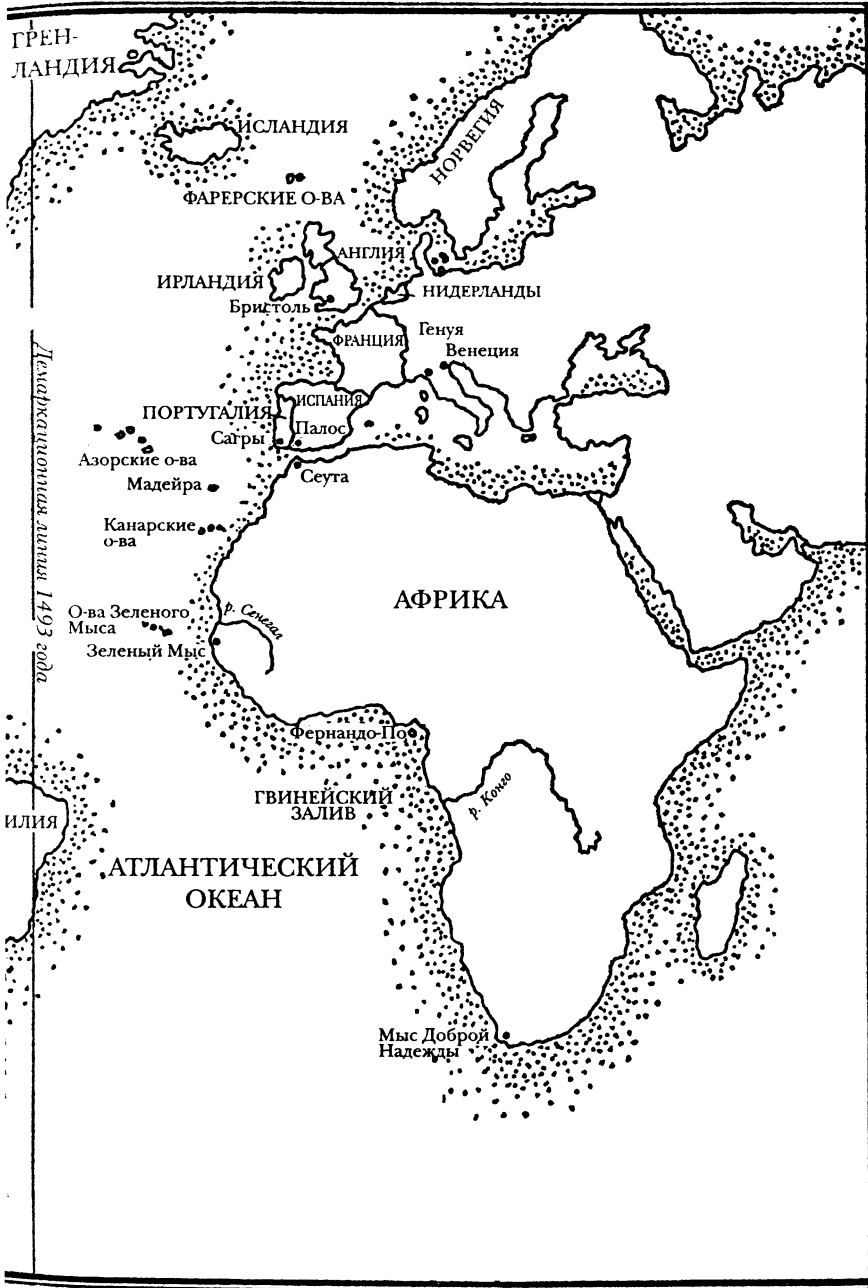 ГРЕН-
ЛАНДИЯ
ИСЛАНДИЯ
НОРВЕГИЯ
ФАРЕРСКИЕ О-ВА
АНГЛИЯ
ИРЛАНДИЯ
НИДЕРЛАНДЫ
Бристоль
Генуя
ФРАНЦИЯ
Венеция
Демаркационная линия 1493 года
ИСПАНИЯ
ПОРТУГАЛИЯ
Палос
Сагры
Азорские о-ва
Сеута
Мадейра
Канарские
о-ва
АФРИКА
О-ва Зеленого
Мыса
р. Сенегал
Зеленый Мыс
Фернандо-По
р. Конго
ГВИНЕЙСКИЙ
ЗАЛИВ
ИЛИЯ
АТЛАНТИЧЕСКИЙ
ОКЕАН
Мыс Доброй
Надежды